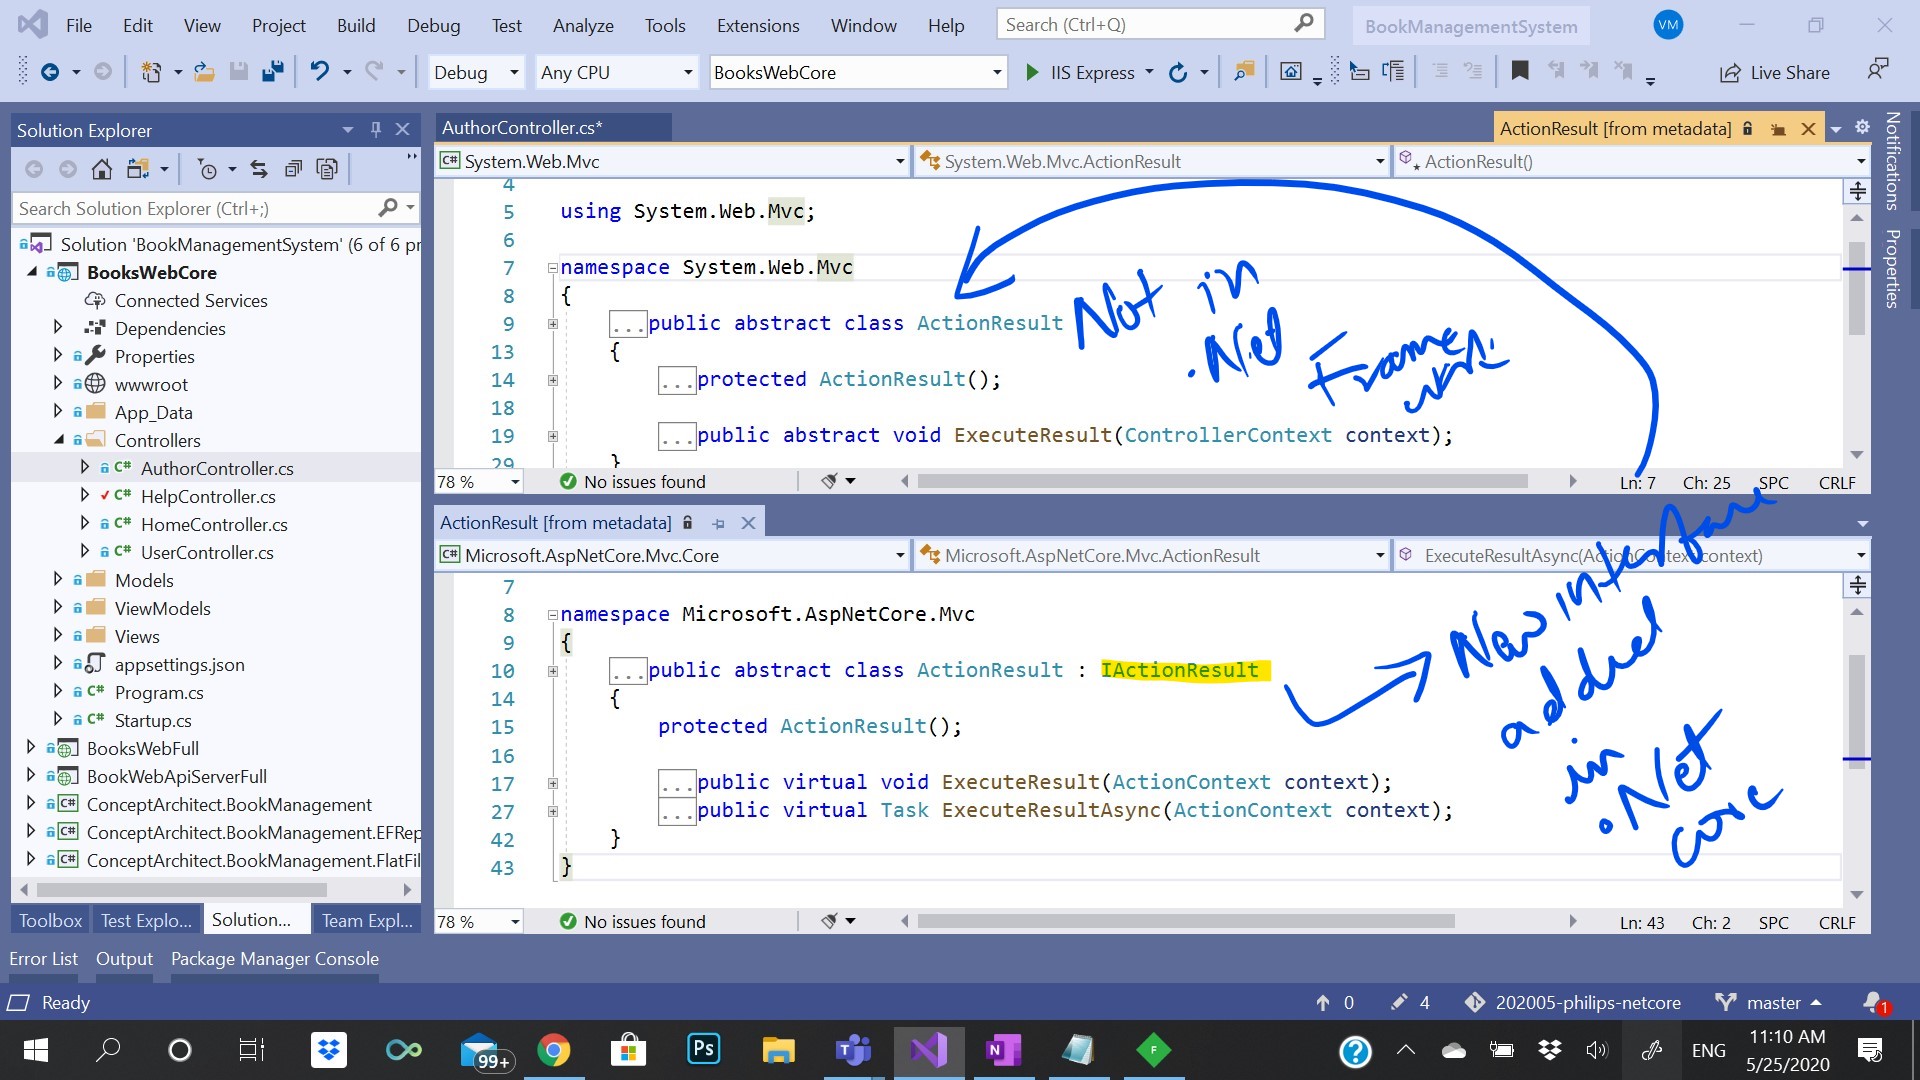 File Edit View Project Build Debug Test Analyze Tools Extensions Window Help Search (Ctrl+Q) BookManagementSystem VM
Debug Any CPU BooksWebCore IIS Express Live Share
Solution Explorer
Search Solution Explorer (Ctrl+;)
Solution 'BookManagementSystem' (6 of 6 pr
BooksWebCore
Connected Services
Dependencies
Properties
wwwroot
App_Data
Controllers
C# AuthorController.cs
C# HelpController.cs
C# HomeController.cs
C# UserController.cs
Models
ViewModels
Views
appsettings.json
C# Program.cs
C# Startup.cs
BooksWebFull
BookWebApiServerFull
C# ConceptArchitect.BookManagement
C# ConceptArchitect.BookManagement.EFRep
C# ConceptArchitect.BookManagement.FlatFil
Toolbox Test Explo... Solution... Team Expl...
AuthorController.cs* ActionResult [from metadata]
C# System.Web.Mvc System.Web.Mvc.ActionResult ActionResult()
4
5 using System.Web.Mvc;
6
7 namespace System.Web.Mvc
8 {
9 ...public abstract class ActionResult
13 {
14 ...protected ActionResult();
18
19 ...public abstract void ExecuteResult(ControllerContext context);
29 }
Not in
.Net
Frame
work
78 % No issues found Ln: 7 Ch: 25 SPC CRLF
ActionResult [from metadata]
C# Microsoft.AspNetCore.Mvc.Core Microsoft.AspNetCore.Mvc.ActionResult ExecuteResultAsync(ActionContext context)
7
8 namespace Microsoft.AspNetCore.Mvc
9 {
10 ...public abstract class ActionResult : IActionResult
14 {
15 protected ActionResult();
16
17 ...public virtual void ExecuteResult(ActionContext context);
27 ...public virtual Task ExecuteResultAsync(ActionContext context);
42 }
43 }
New interface
added
in
.Net
core
78 % No issues found Ln: 43 Ch: 2 SPC CRLF
Notifications
Properties
Error List Output Package Manager Console
Ready 0 4 202005-philips-netcore master 1
99+ Ps T N F ? ENG 11:10 AM
5/25/2020